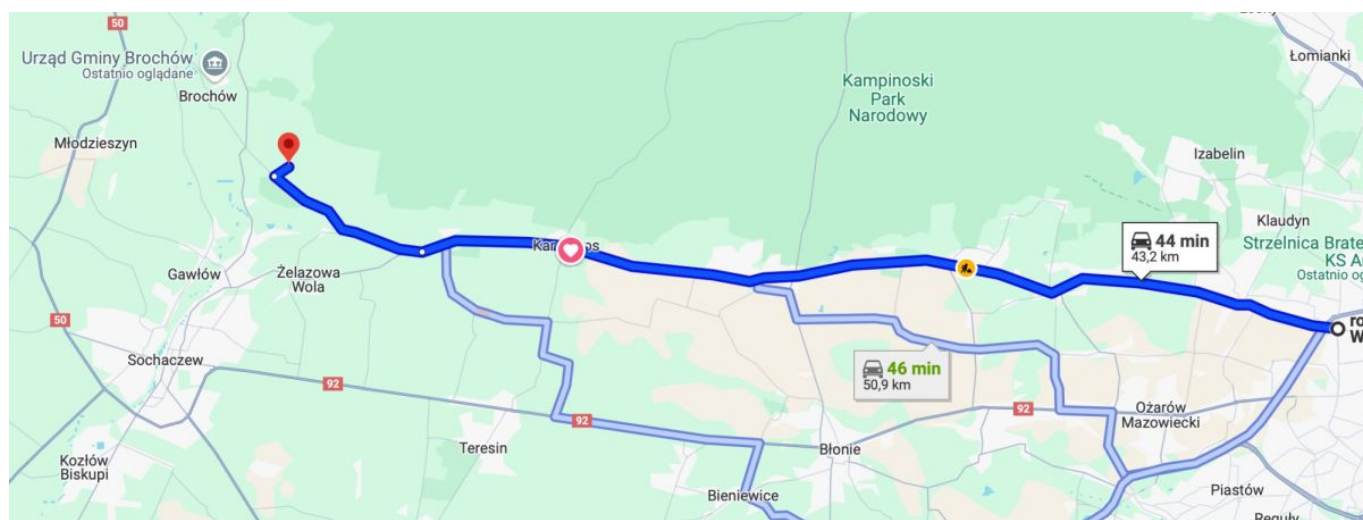 50
Urząd Gminy Brochów
Ostatnio oglądane
Brochów
Młodzieszyn
Kampinoski
Park
Narodowy
Łomianki
Izabelin
Klaudyn
Strzelnica Brate
KS A
Ostatnio og
44 min
43,2 km
Gawłów
Żelazowa
Wola
50
Sochaczew
92
46 min
50,9 km
ro
W
92
Teresin
92
Ożarów
Mazowiecki
Błonie
Kozłów
Biskupi
Bieniewice
Piastów
Reguły